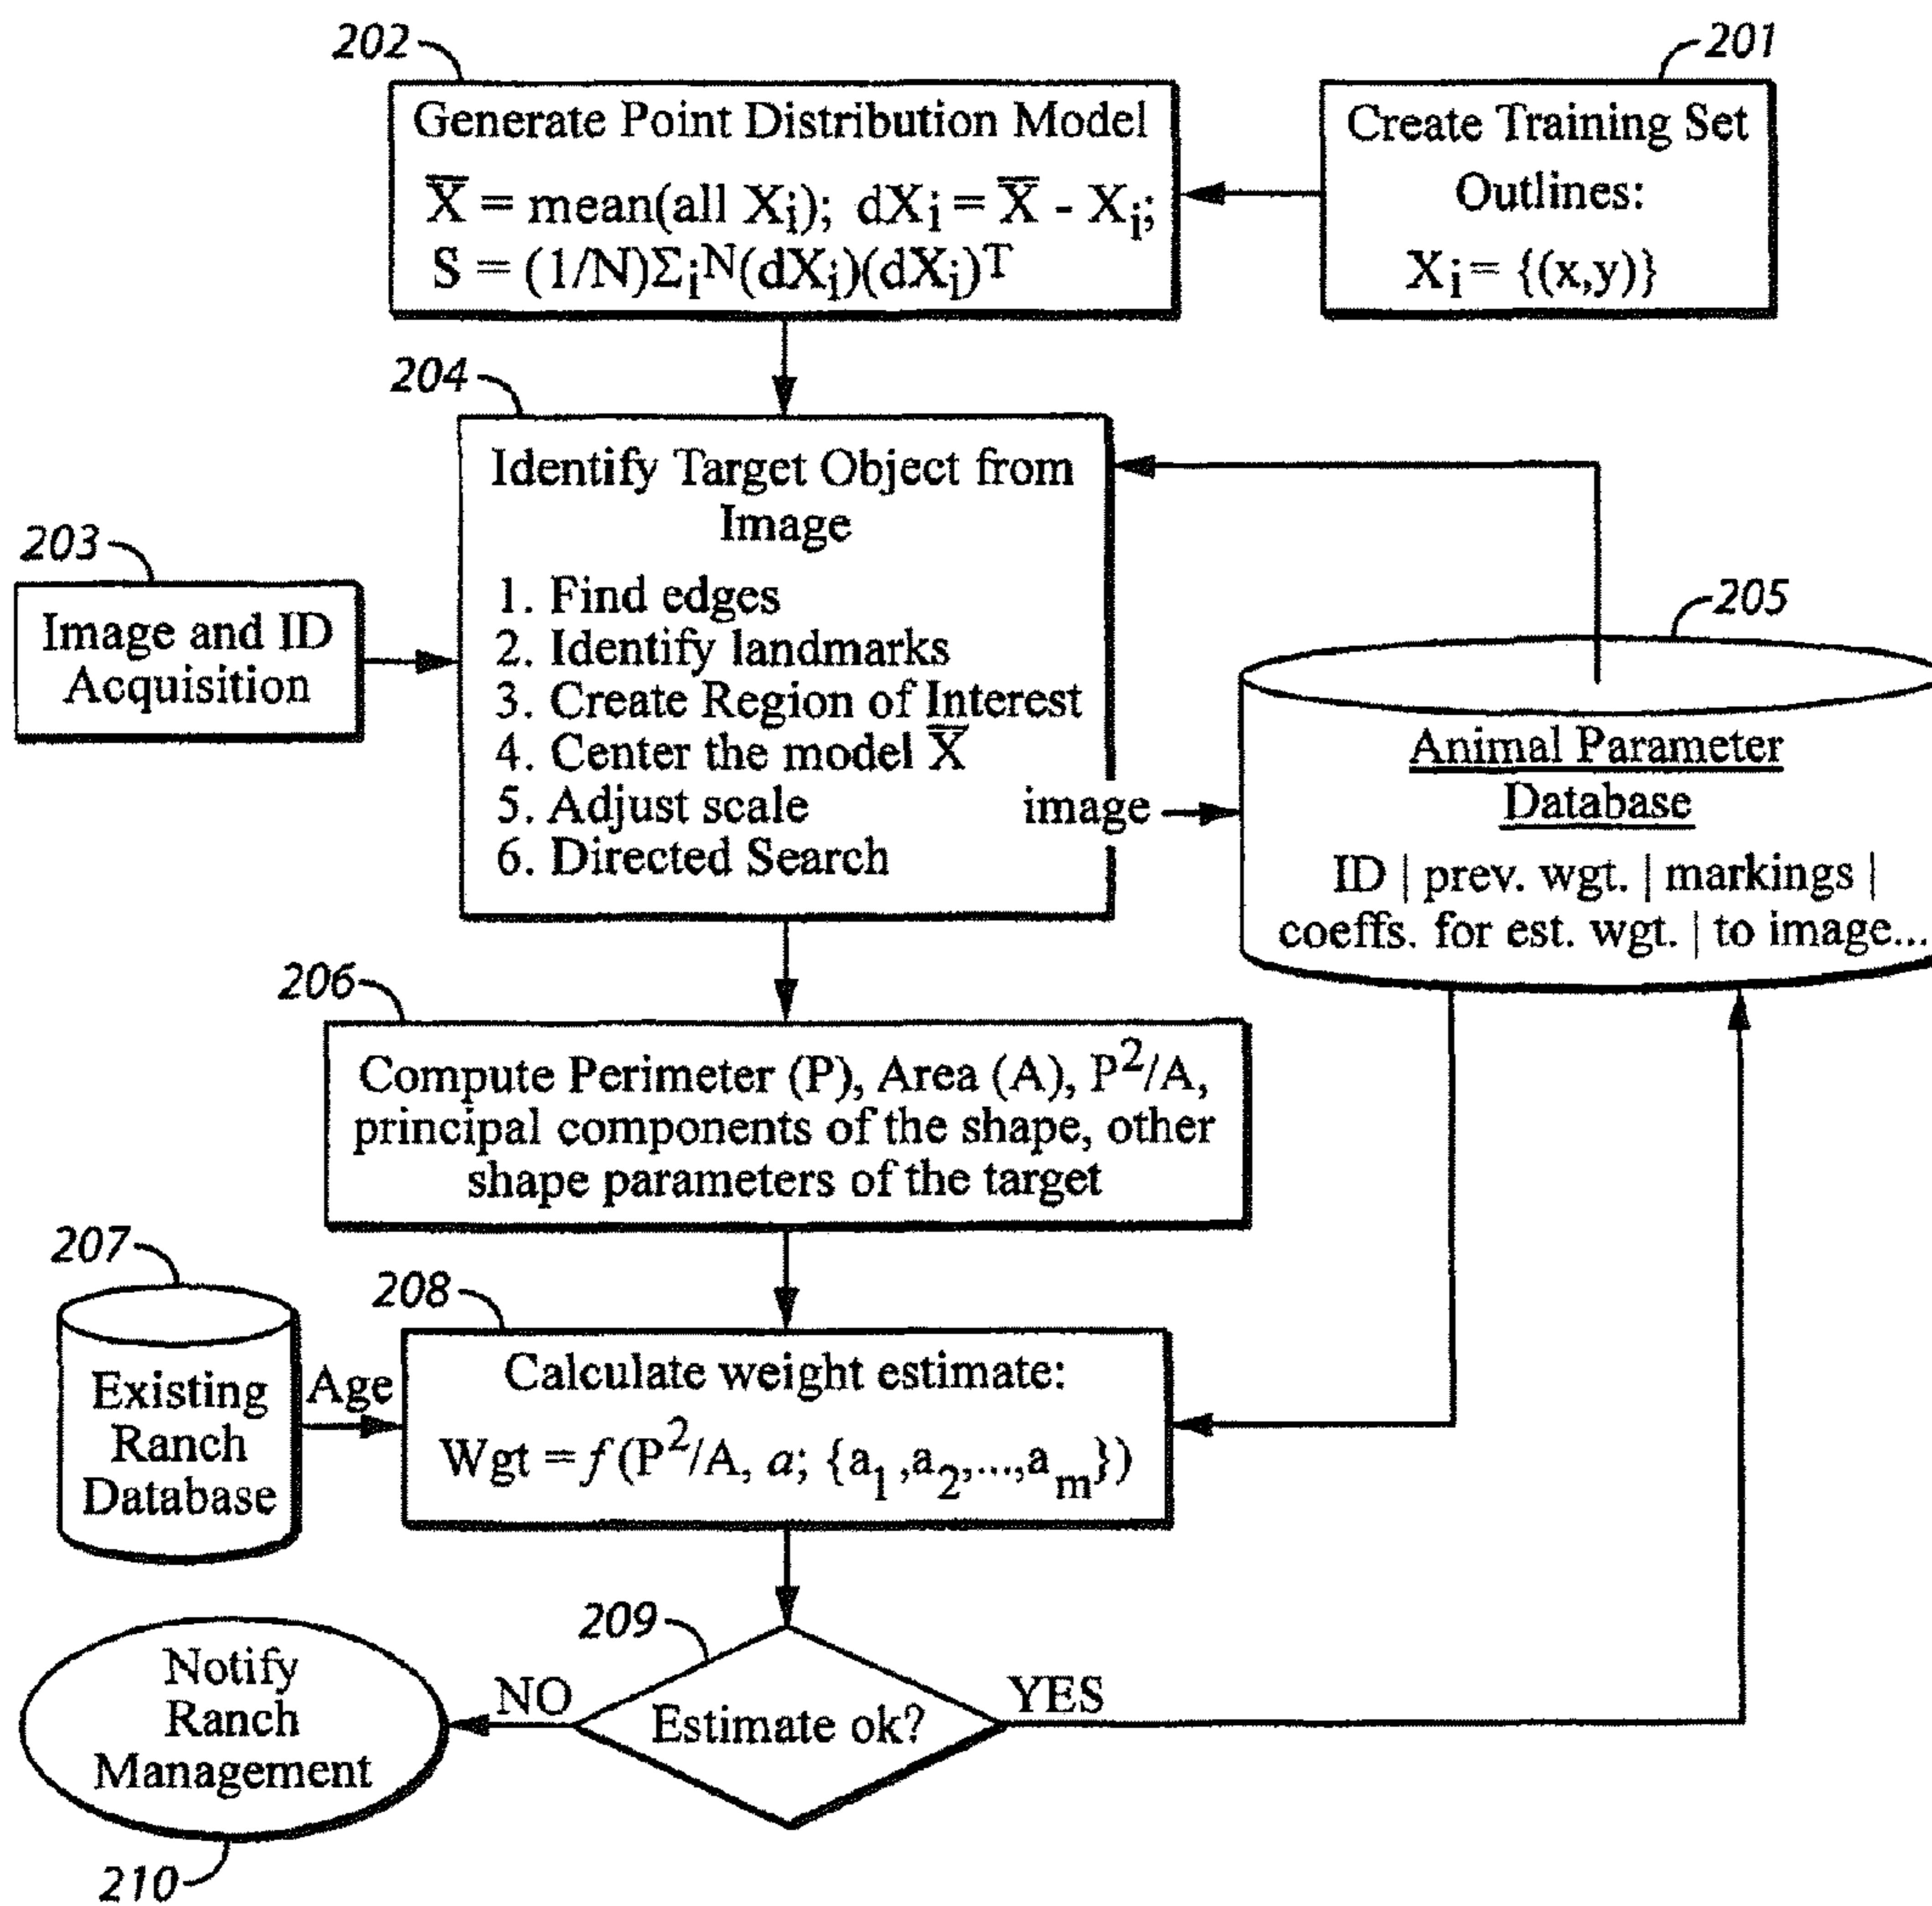 202
Generate Point Distribution Model
X̅ = mean(all Xi); dXi = X̅ - Xi;
S = (1/N)ΣiN(dXi)(dXi)T
201
Create Training Set
Outlines:
Xi = {(x,y)}
204
Identify Target Object from
Image
1. Find edges
2. Identify landmarks
3. Create Region of Interest
4. Center the model X̅
5. Adjust scale
6. Directed Search
image
203
Image and ID
Acquisition
205
Animal Parameter
Database
ID | prev. wgt. | markings |
coeffs. for est. wgt. | to image...
206
Compute Perimeter (P), Area (A), P²/A,
principal components of the shape, other
shape parameters of the target
207
Existing
Ranch
Database
Age
208
Calculate weight estimate:
Wgt = f (P²/A, a; {a1,a2,...,am})
209
Estimate ok?
NO
YES
Notify
Ranch
Management
210